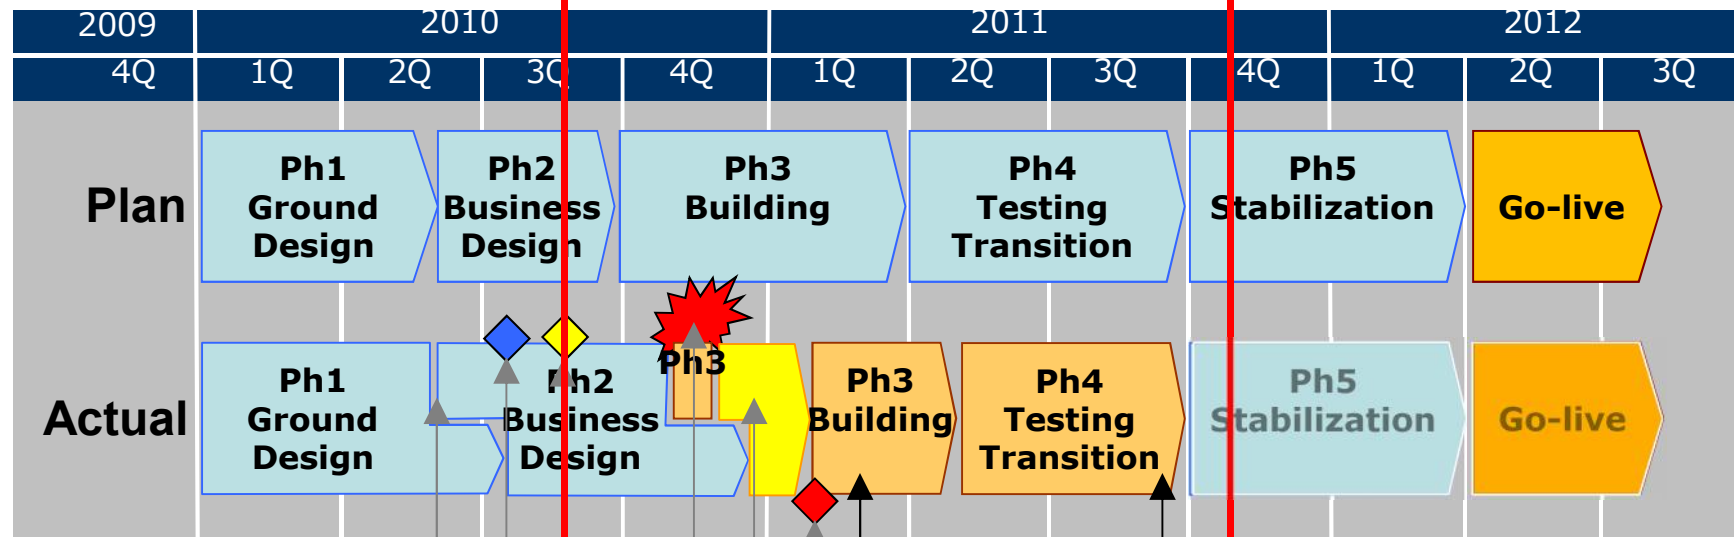 2009 2010 2011 2012
4Q 1Q 2Q 3Q 4Q 1Q 2Q 3Q 4Q 1Q 2Q 3Q
Plan
Ph1
Ground
Design
Ph2
Business
Design
Ph3
Building
Ph4
Testing
Transition
Ph5
Stabilization
Go-live
Actual
Ph1
Ground
Design
Ph2
Business
Design
Ph3
Ph3
Building
Ph4
Testing
Transition
Ph5
Stabilization
Go-live